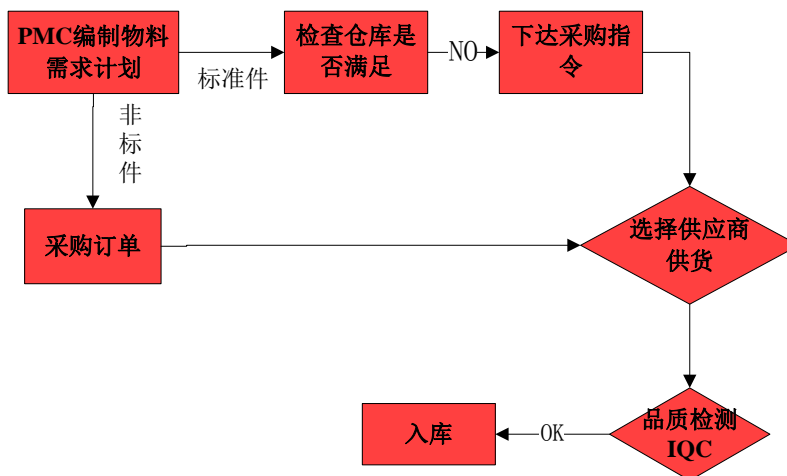 PMC编制物料
需求计划
标准件
检查仓库是
否满足
NO
下达采购指
令
非
标
件
采购订单
选择供应商
供货
品质检测
IQC
OK
入库